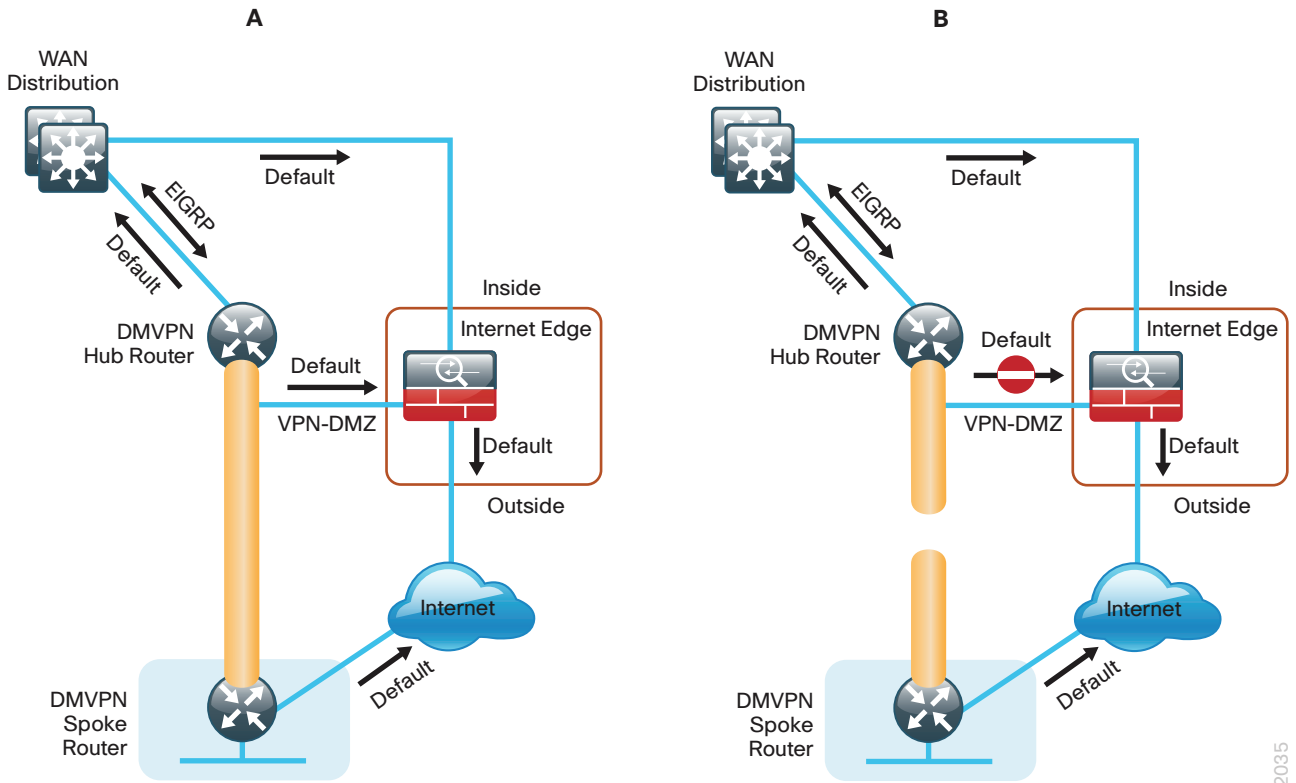 A
WAN
Distribution
Default
EIGRP
Default
Inside
DMVPN
Hub Router
Internet Edge
Default
VPN-DMZ
Default
Outside
Internet
Default
DMVPN
Spoke
Router
B
WAN
Distribution
Default
EIGRP
Default
Inside
DMVPN
Hub Router
Internet Edge
Default
VPN-DMZ
Default
Outside
Internet
Default
DMVPN
Spoke
Router
2035